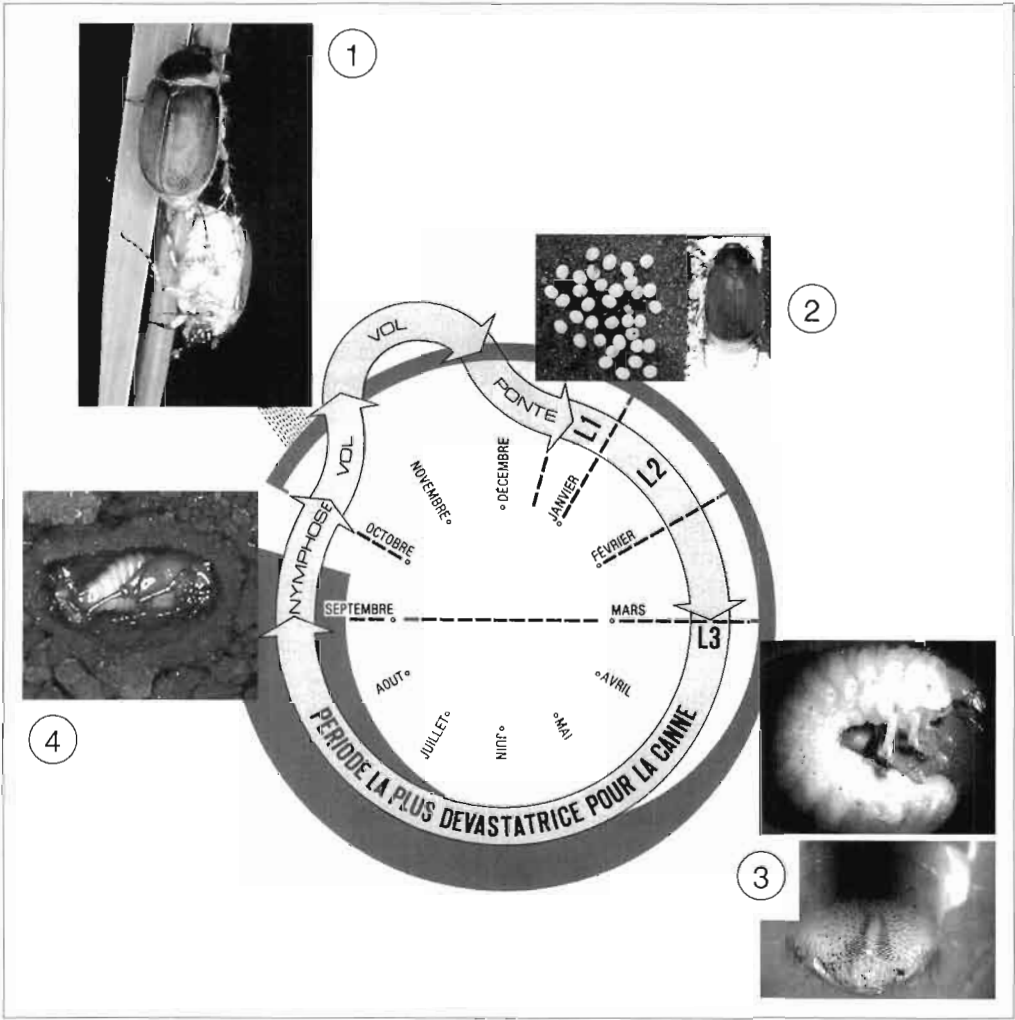 1
2
VOL
PONTE
L1
L2
VOL
NOVEMBRE
DÉCEMBRE
JANVIER
OCTOBRE
FÉVRIER
NYMPHOSE
SEPTEMBRE
MARS
L3
AOUT
AVRIL
JUILLET
JUIN
MAI
PERIODE LA PLUS DEVASTATRICE POUR LA CANNE
4
3